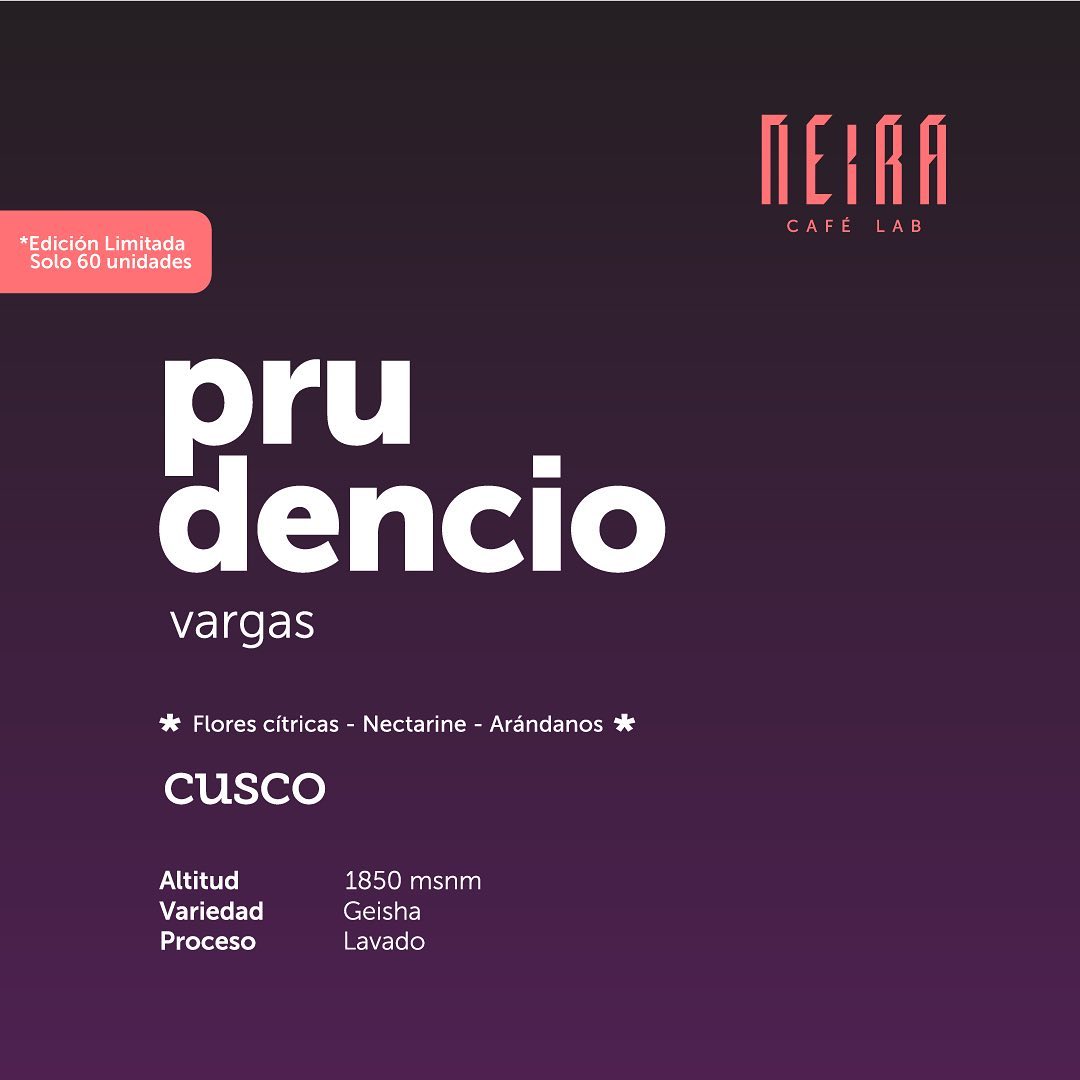 NEIRA
CAFÉ LAB
*Edición Limitada
Solo 60 unidades
pru
dencio
vargas
* Flores cítricas - Nectarine - Arándanos *
cusco
Altitud 1850 msnm
Variedad Geisha
Proceso Lavado